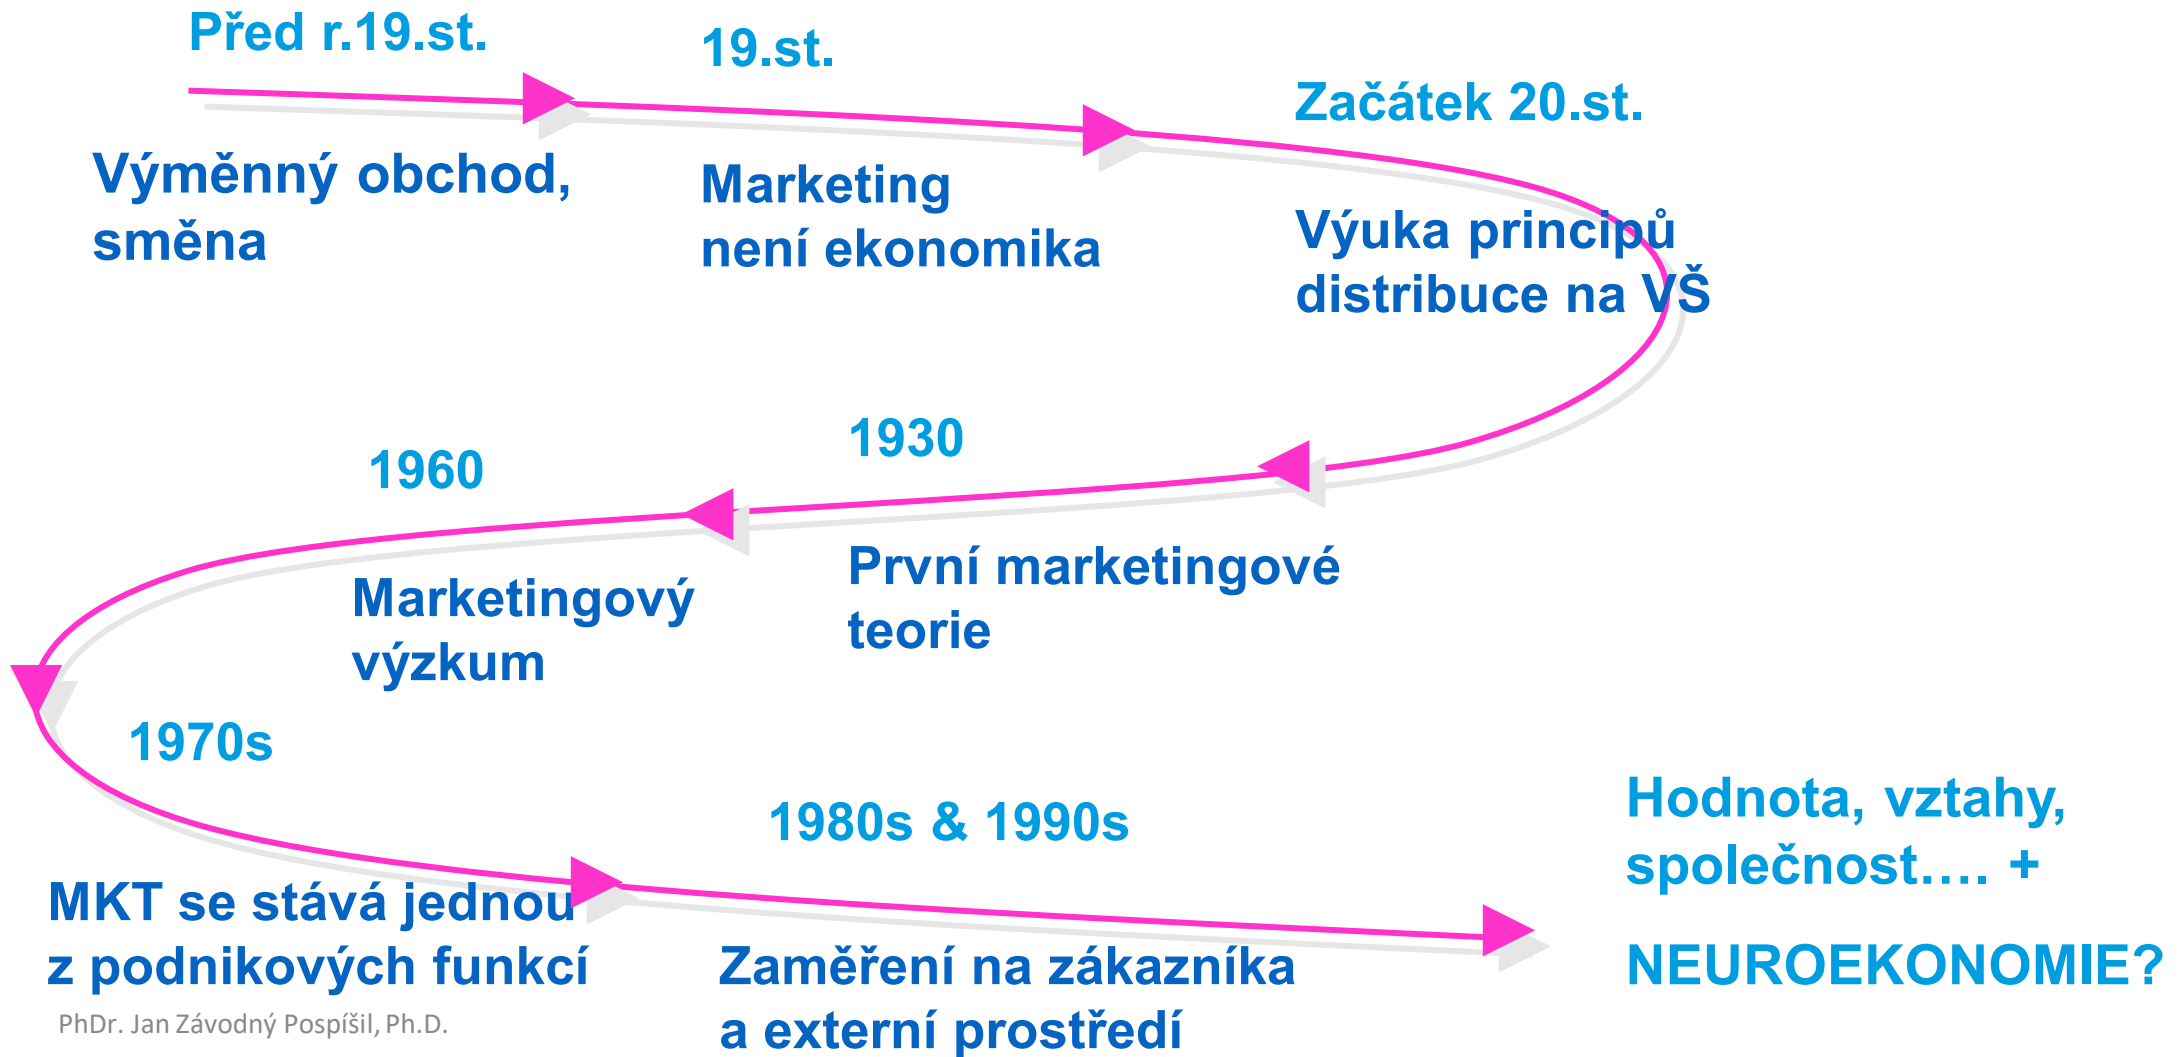 Před r.19.st.
19.st.
Začátek 20.st.
Výměnný obchod,
směna
Marketing
není ekonomika
Výuka principů
distribuce na VŠ
1930
1960
První marketingové
teorie
Marketingový
výzkum
1970s
1980s & 1990s
MKT se stává jednou
z podnikových funkcí
Zaměření na zákazníka
a externí prostředí
Hodnota, vztahy,
společnost…. +
NEUROEKONOMIE?
PhDr. Jan Závodný Pospíšil, Ph.D.